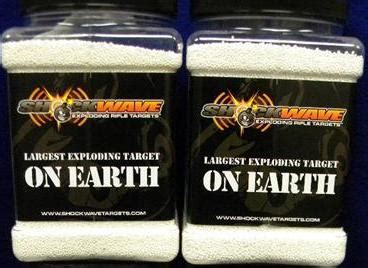 SHOCKWAVE
EXPLODING RIFLE TARGETS
LARGEST EXPLODING TARGET
ON EARTH
WWW.SHOCKWAVETARGETS.COM
SHOCKWAVE
EXPLODING RIFLE TARGETS
LARGEST EXPLODING TARGET
ON EARTH
WWW.SHOCKWAVETARGETS.COM